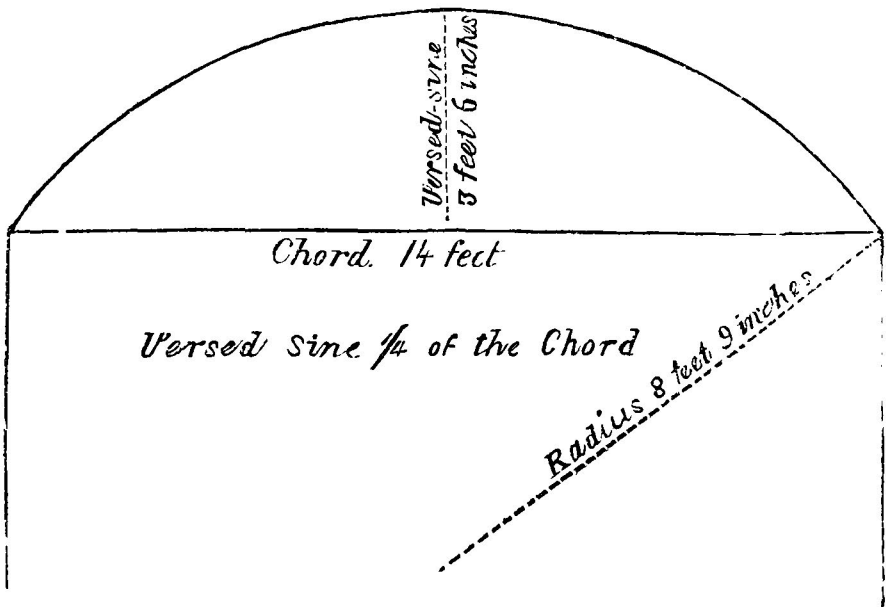 Versed-sine
3 feet 6 inches
Chord. 14 feet
Versed Sine 1/4 of the Chord
Radius 8 feet 9 inches